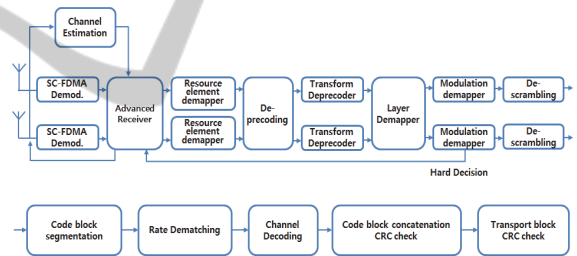 Channel
Estimation
SC-FDMA
Demod.
SC-FDMA
Demod.
Advanced
Receiver
Resource
element
demapper
Resource
element
demapper
De-
precoding
Transform
Deprecoder
Transform
Deprecoder
Layer
Demapper
Modulation
demapper
Modulation
demapper
De-
scrambling
De-
scrambling
Hard Decision
Code block
segmentation
Rate Dematching
Channel
Decoding
Code block concatenation
CRC check
Transport block
CRC check